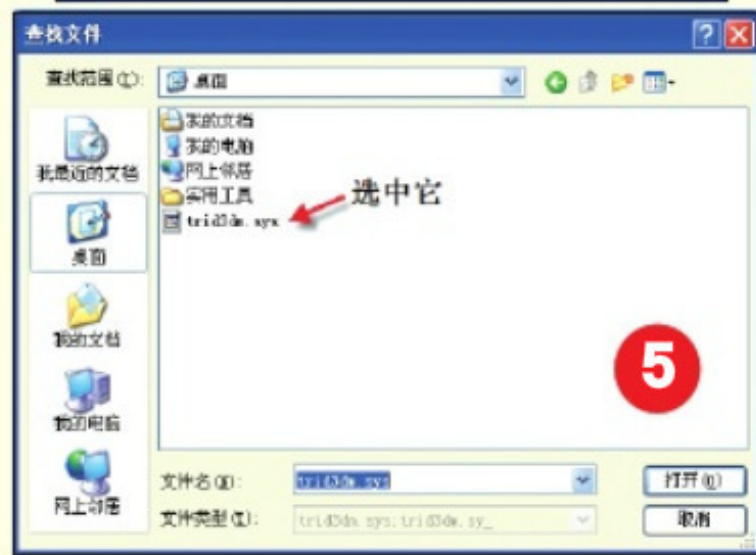 查找文件
查找范围(I):
桌面
我最近的文档
桌面
我的文档
我的电脑
网上邻居
我的文档
我的电脑
网上邻居
实用工具
trid3dm.sys
选中它
5
文件名(N):
trid3dm.sys
打开(O)
文件类型(T):
trid3dm.sys;trid3dm.sy_
取消